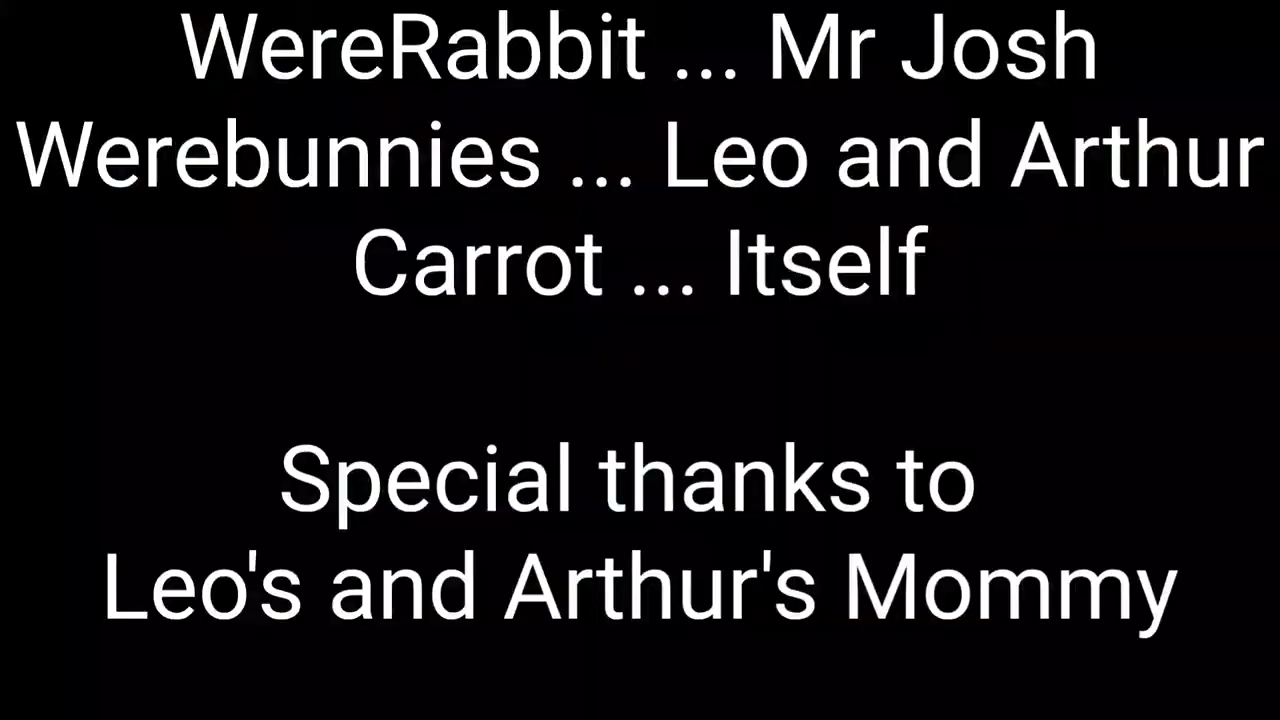 WereRabbit ... Mr Josh
Werebunnies ... Leo and Arthur
Carrot ... Itself
Special thanks to
Leo's and Arthur's Mommy